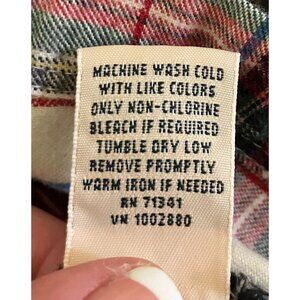 MACHINE WASH COLD
WITH LIKE COLORS
ONLY NON-CHLORINE
BLEACH IF REQUIRED
TUMBLE DRY LOW
REMOVE PROMPTLY
WARM IRON IF NEEDED
RN 71341
VN 1002880